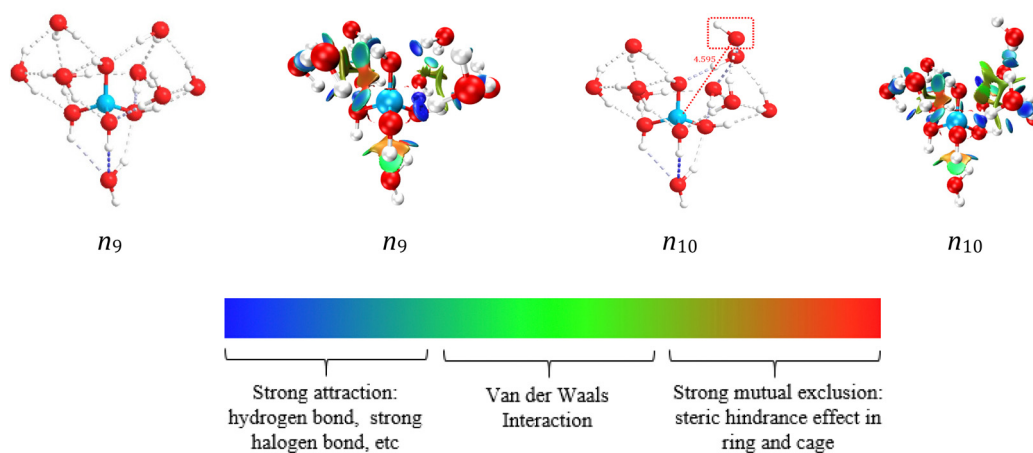 4.595
n₉
n₉
n₁₀
n₁₀
Strong attraction:
hydrogen bond, strong
halogen bond, etc
Van der Waals
Interaction
Strong mutual exclusion:
steric hindrance effect in
ring and cage